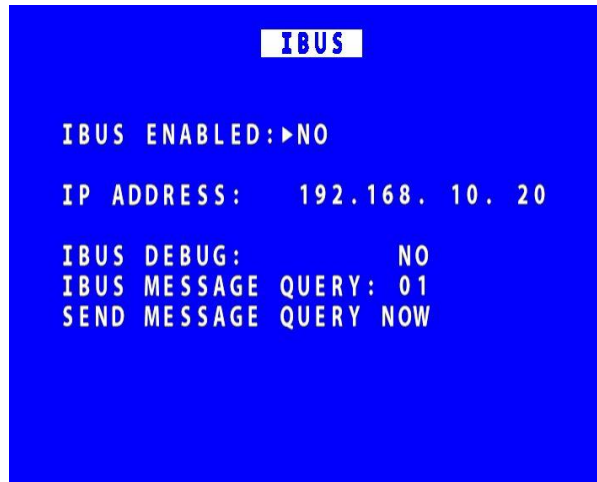 IBUS
IBUS ENABLED:▶NO
IP ADDRESS: 192.168. 10. 20
IBUS DEBUG: NO
IBUS MESSAGE QUERY: 01
SEND MESSAGE QUERY NOW